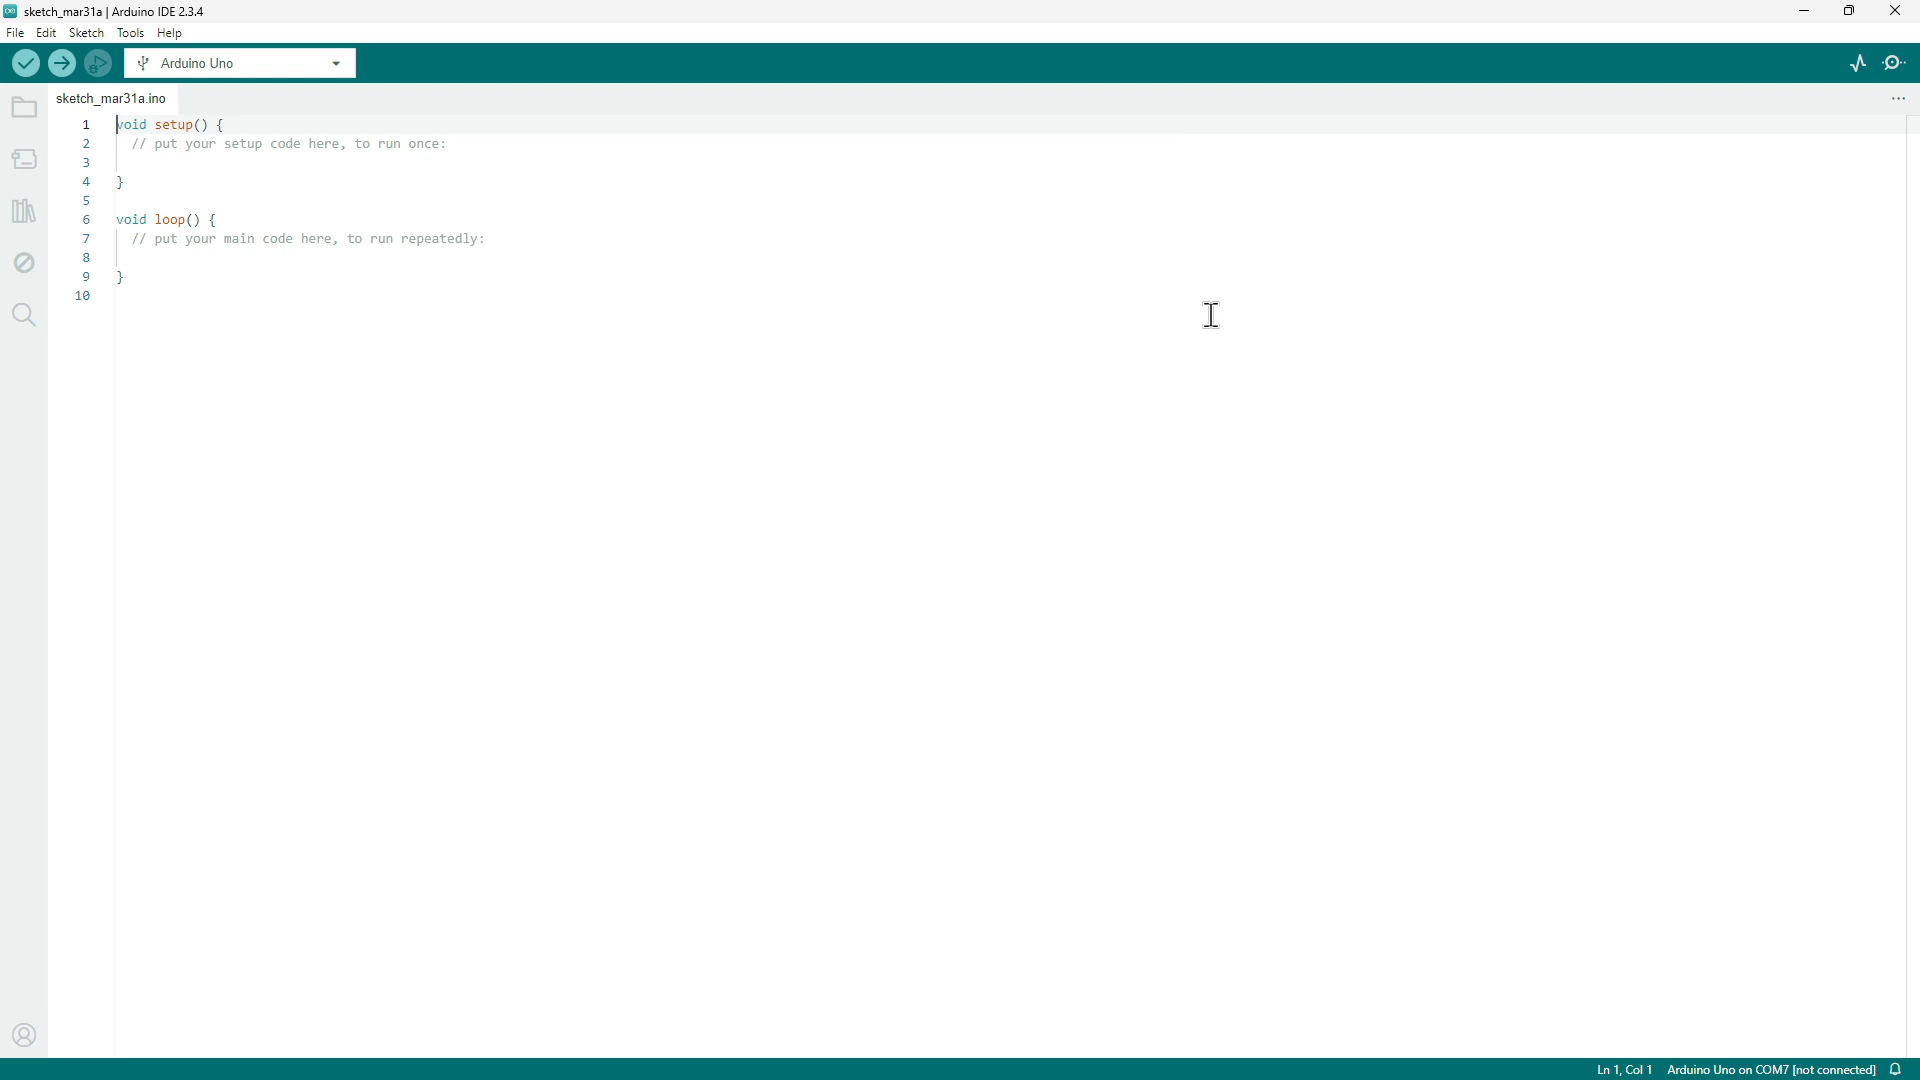 sketch_mar31a | Arduino IDE 2.3.4
File Edit Sketch Tools Help
Arduino Uno
sketch_mar31a.ino
1 void setup() {
2 // put your setup code here, to run once:
3
4 }
5
6 void loop() {
7 // put your main code here, to run repeatedly:
8
9 }
10
Ln 1, Col 1 Arduino Uno on COM7 [not connected]